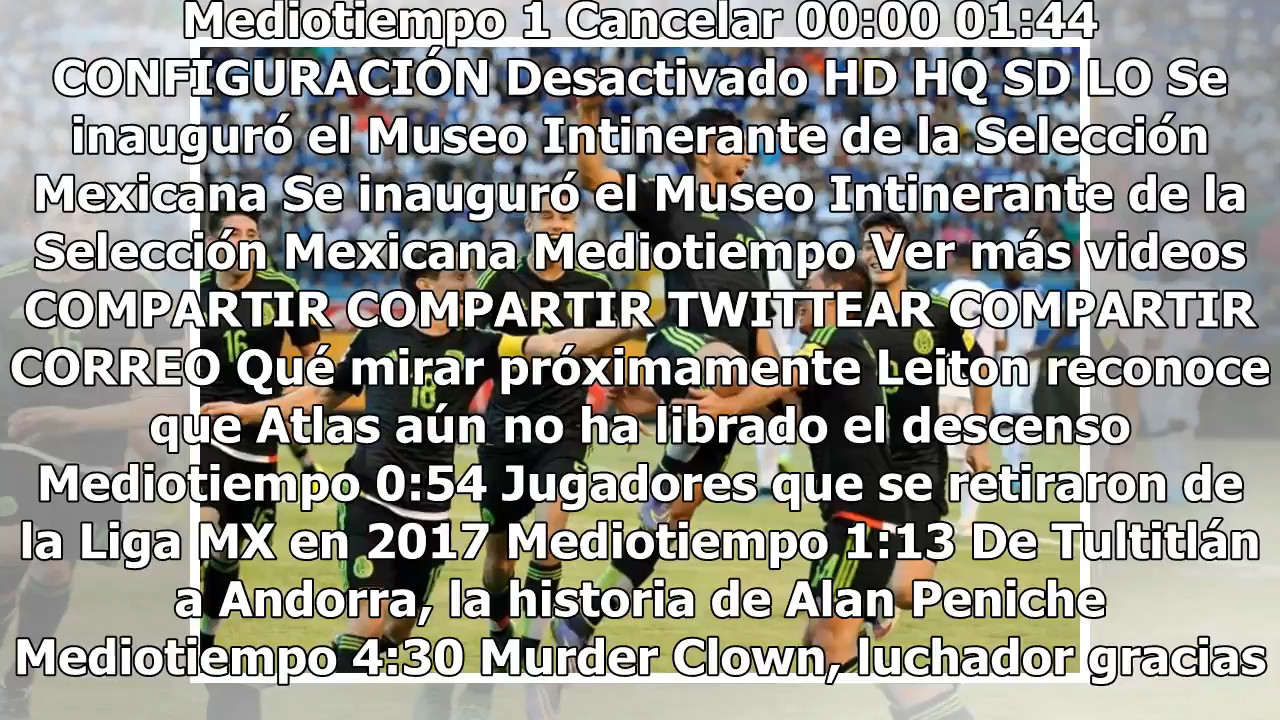 Mediotiempo 1 Cancelar 00:00 01:44
CONFIGURACIÓN Desactivado HD HQ SD LO Se
inauguró el Museo Intinerante de la Selección
Mexicana Se inauguró el Museo Intinerante de la
Selección Mexicana Mediotiempo Ver más videos
COMPARTIR COMPARTIR TWITTEAR COMPARTIR
CORREO Qué mirar próximamente Leiton reconoce
que Atlas aún no ha librado el descenso
Mediotiempo 0:54 Jugadores que se retiraron de
la Liga MX en 2017 Mediotiempo 1:13 De Tultitlán
a Andorra, la historia de Alan Peniche
Mediotiempo 4:30 Murder Clown, luchador gracias
16
18